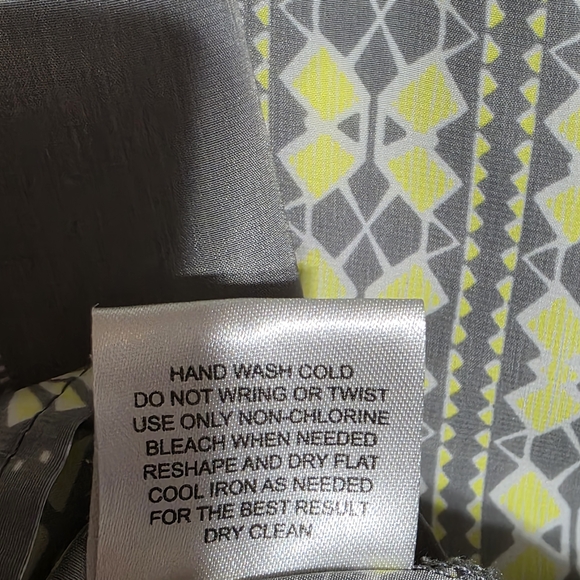 HAND WASH COLD
DO NOT WRING OR TWIST
USE ONLY NON-CHLORINE
BLEACH WHEN NEEDED
RESHAPE AND DRY FLAT
COOL IRON AS NEEDED
FOR THE BEST RESULT
DRY CLEAN